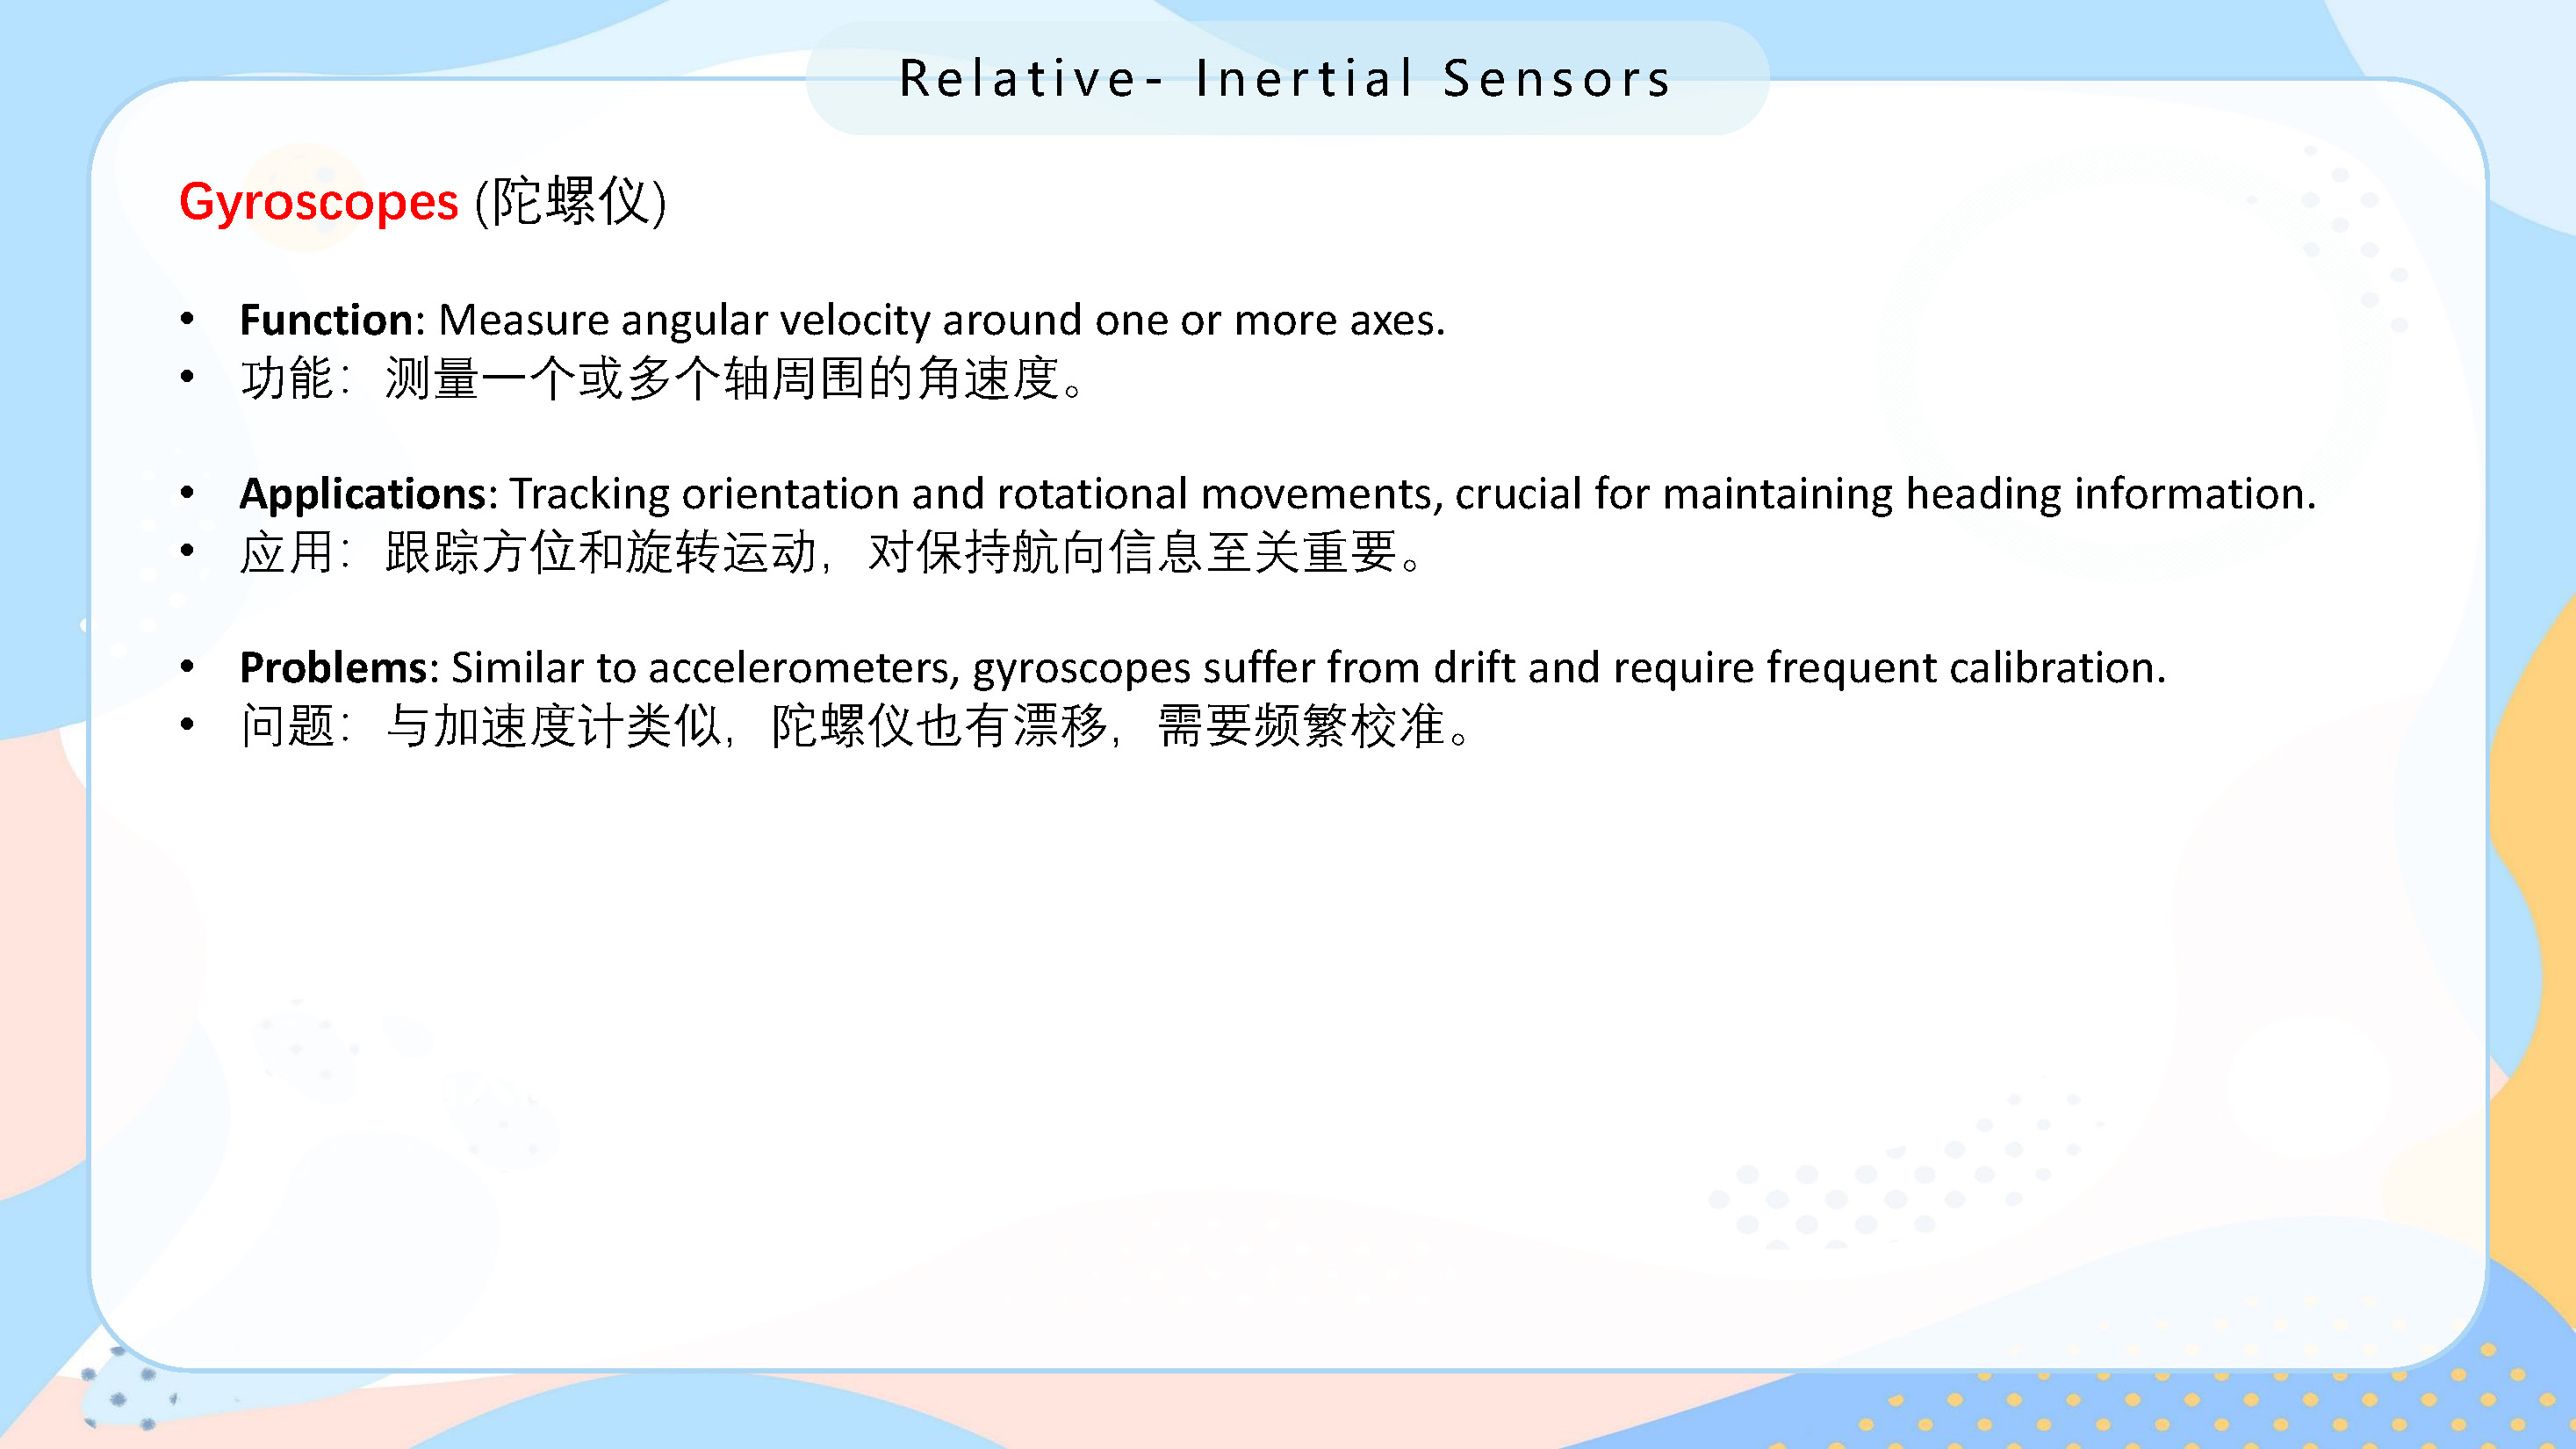 Relative- Inertial Sensors
Gyroscopes (陀螺仪)
• Function: Measure angular velocity around one or more axes.
• 功能：测量一个或多个轴周围的角速度。
• Applications: Tracking orientation and rotational movements, crucial for maintaining heading information.
• 应用：跟踪方位和旋转运动，对保持航向信息至关重要。
• Problems: Similar to accelerometers, gyroscopes suffer from drift and require frequent calibration.
• 问题：与加速度计类似，陀螺仪也有漂移，需要频繁校准。